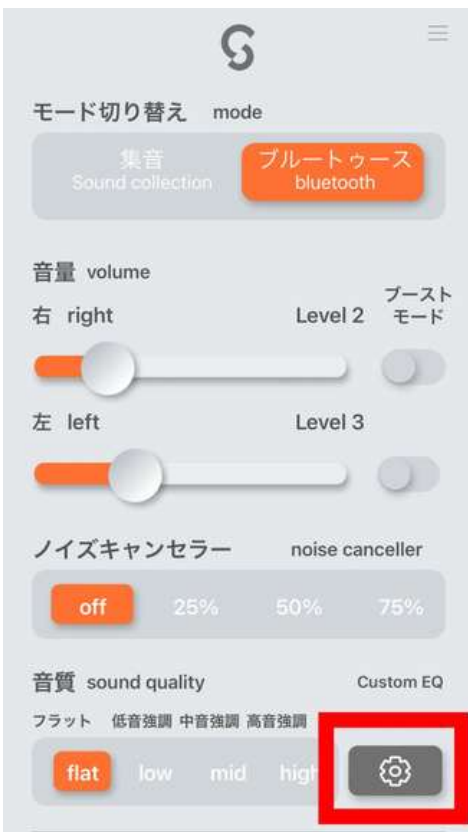 モード切り替え mode
集音 ブルートゥース
Sound collection bluetooth
音量 volume
ブースト
右 right Level 2 モード
左 left Level 3
ノイズキャンセラー noise canceller
off 25% 50% 75%
音質 sound quality Custom EQ
フラット 低音強調 中音強調 高音強調
flat low mid high